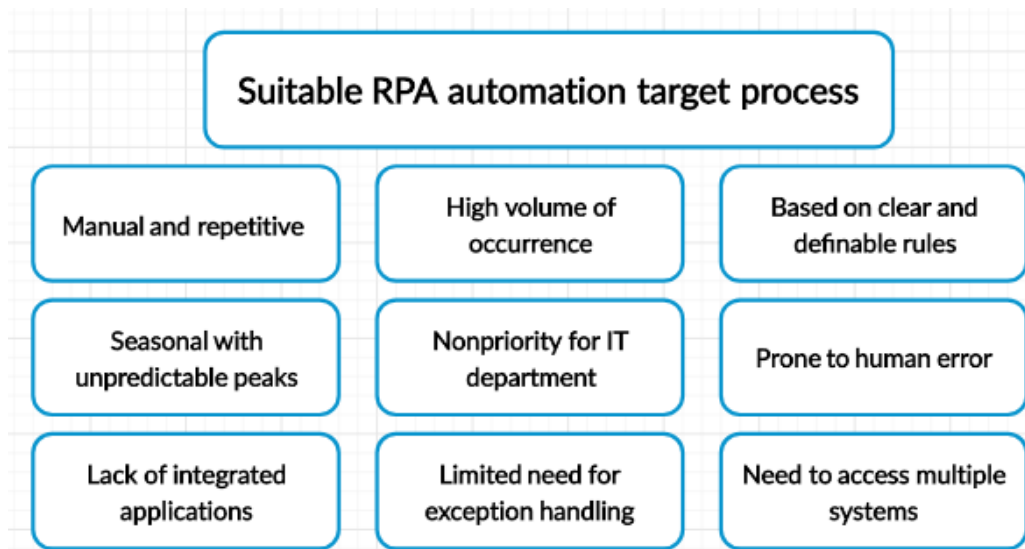 Suitable RPA automation target process
Manual and repetitive
High volume of
occurrence
Based on clear and
definable rules
Seasonal with
unpredictable peaks
Nonpriority for IT
department
Prone to human error
Lack of integrated
applications
Limited need for
exception handling
Need to access multiple
systems